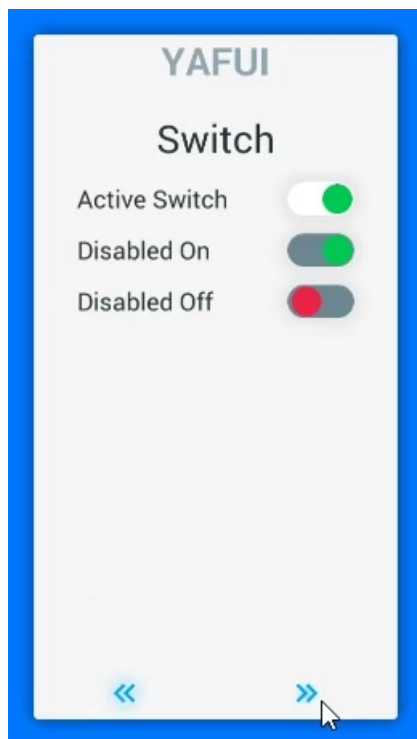 YAFUI
Switch
Active Switch
Disabled On
Disabled Off